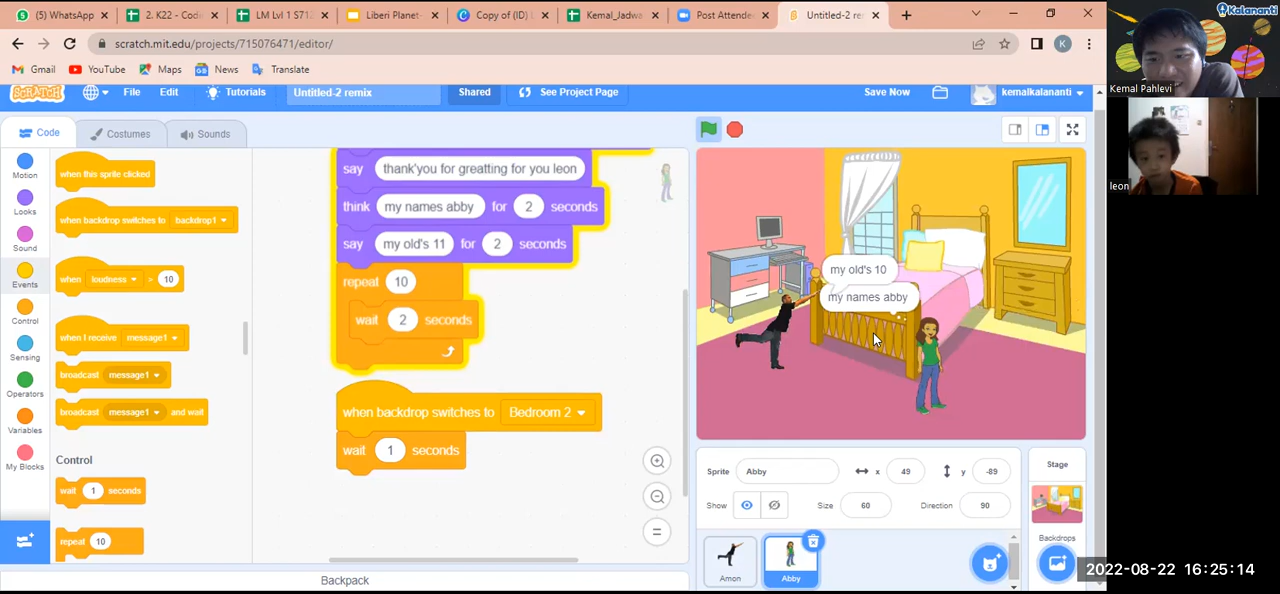 (5) WhatsApp
2. K22 - Codi
LM Lvl 1 S712
Liberi Planet
Copy of (ID) L
Kemal_Jadwa
Post Attende
Untitled-2 re
scratch.mit.edu/projects/715076471/editor/
K
Gmail
YouTube
Maps
News
Translate
SCRATCH
File
Edit
Tutorials
Untitled-2 remix
Shared
See Project Page
Save Now
kemalkalananti
Code
Costumes
Sounds
Motion
Looks
Sound
Events
Control
Sensing
Operators
Variables
My Blocks
when this sprite clicked
when backdrop switches to backdrop1
when loudness > 10
when I receive message1
broadcast message1
broadcast message1 and wait
Control
wait 1 seconds
repeat 10
say thank'you for greatting for you leon
think my names abby for 2 seconds
say my old's 11 for 2 seconds
repeat 10
wait 2 seconds
when backdrop switches to Bedroom 2
wait 1 seconds
Backpack
my old's 10
my names abby
Sprite Abby x 49 y -89
Show Size 60 Direction 90
Amon
Abby
Stage
Backdrops
Kalananti
Kemal Pahlevi
leon
2022-08-22 16:25:14